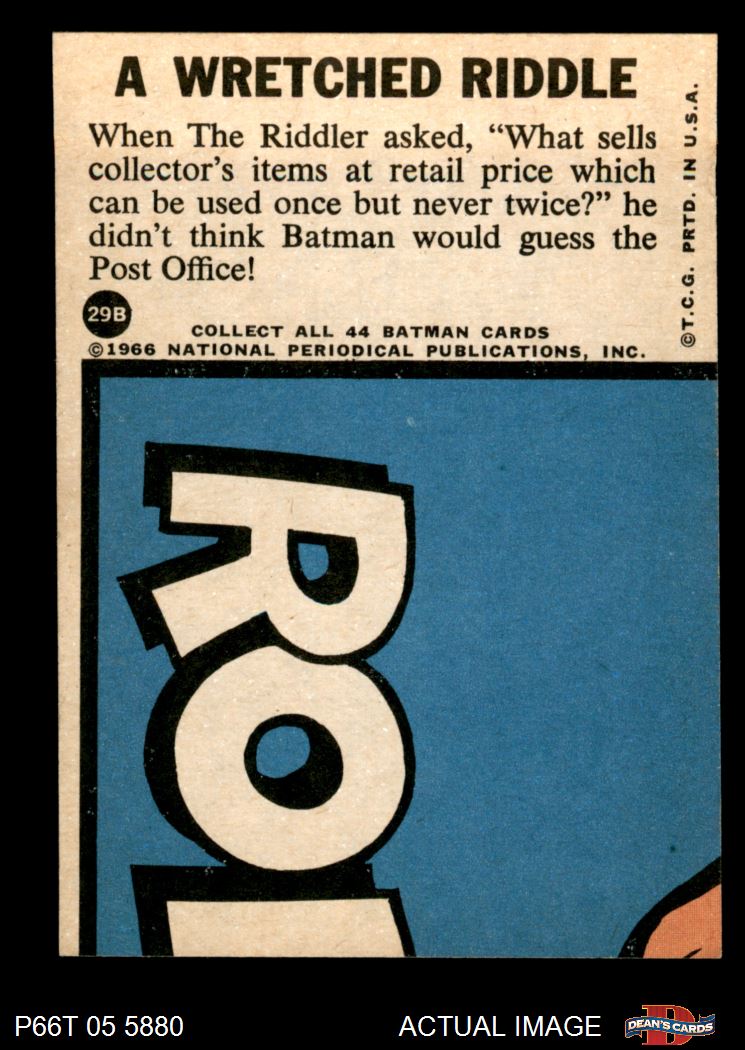 A WRETCHED RIDDLE
When The Riddler asked, “What sells
collector’s items at retail price which
can be used once but never twice?” he
didn’t think Batman would guess the
Post Office!
29B
COLLECT ALL 44 BATMAN CARDS
©1966 NATIONAL PERIODICAL PUBLICATIONS, INC.
©T.C.G. PRTD. IN U.S.A.
RO
P66T 05 5880
ACTUAL IMAGE
D
DEAN'S CARDS